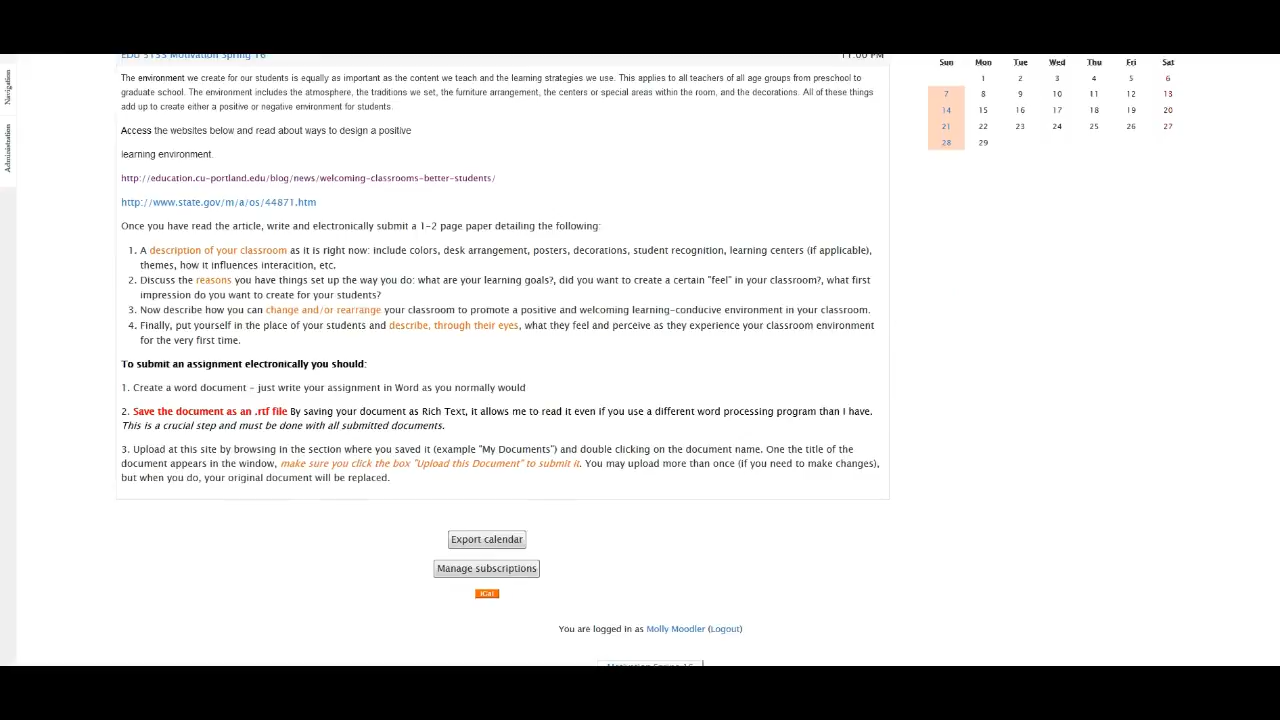 EDU 5133 Motivation Spring 16
11:00 PM
The environment we create for our students is equally as important as the content we teach and the learning strategies we use. This applies to all teachers of all age groups from preschool to
graduate school. The environment includes the atmosphere, the traditions we set, the furniture arrangement, the centers or special areas within the room, and the decorations. All of these things
add up to create either a positive or negative environment for students.
Access the websites below and read about ways to design a positive
learning environment.
http://education.cu-portland.edu/blog/news/welcoming-classrooms-better-students/
http://www.state.gov/m/a/os/44871.htm
Once you have read the article, write and electronically submit a 1-2 page paper detailing the following:
1. A description of your classroom as it is right now: include colors, desk arrangement, posters, decorations, student recognition, learning centers (if applicable),
themes, how it influences interacition, etc.
2. Discuss the reasons you have things set up the way you do: what are your learning goals?, did you want to create a certain "feel" in your classroom?, what first
impression do you want to create for your students?
3. Now describe how you can change and/or rearrange your classroom to promote a positive and welcoming learning-conducive environment in your classroom.
4. Finally, put yourself in the place of your students and describe, through their eyes, what they feel and perceive as they experience your classroom environment
for the very first time.
To submit an assignment electronically you should:
1. Create a word document - just write your assignment in Word as you normally would
2. Save the document as an .rtf file By saving your document as Rich Text, it allows me to read it even if you use a different word processing program than I have.
This is a crucial step and must be done with all submitted documents.
3. Upload at this site by browsing in the section where you saved it (example "My Documents") and double clicking on the document name. One the title of the
document appears in the window, make sure you click the box "Upload this Document" to submit it. You may upload more than once (if you need to make changes),
but when you do, your original document will be replaced.
Export calendar
Manage subscriptions
iCal
You are logged in as Molly Moodler (Logout)
Motivation Spring 16
Navigation
Administration
Sun Mon Tue Wed Thu Fri Sat
1 2 3 4 5 6
7 8 9 10 11 12 13
14 15 16 17 18 19 20
21 22 23 24 25 26 27
28 29